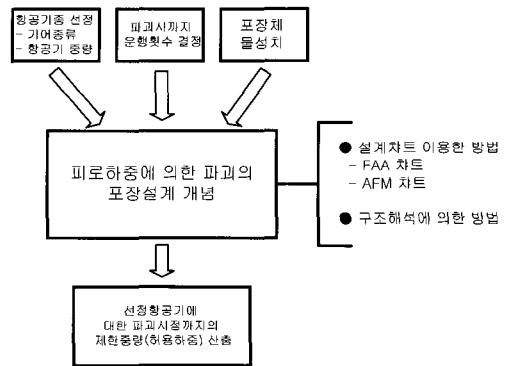 항공기종 선정
- 기어종류
- 항공기 중량
파괴시까지
운행횟수 결정
포장체
물성치
피로하중에 의한 파괴의
포장설계 개념
● 설계챠트 이용한 방법
- FAA 챠트
- AFM 챠트
● 구조해석에 의한 방법
선정항공기에
대한 파괴시점까지의
제한중량(허용하중) 산출